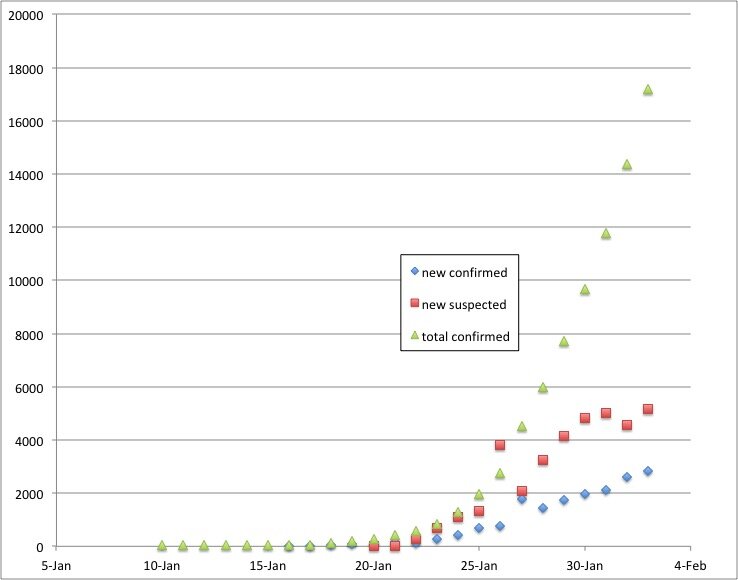 20000
18000
16000
14000
12000
10000
8000
6000
4000
2000
0
new confirmed
new suspected
total confirmed
5-Jan 10-Jan 15-Jan 20-Jan 25-Jan 30-Jan 4-Feb